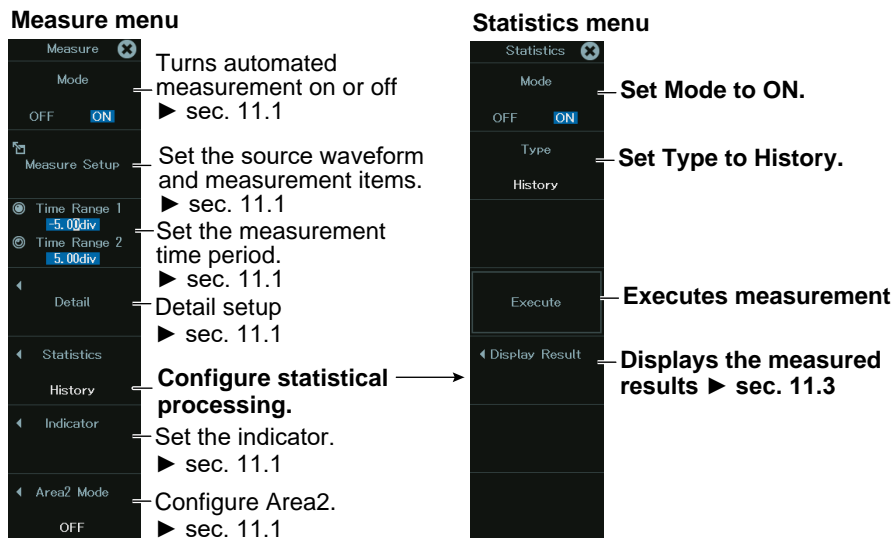 Measure menu
Measure
Mode
OFF ON
Measure Setup
Time Range 1
-5.00div
Time Range 2
5.00div
Detail
Statistics
History
Indicator
Area2 Mode
OFF
Turns automated
measurement on or off
► sec. 11.1
Set the source waveform
and measurement items.
► sec. 11.1
Set the measurement
time period.
► sec. 11.1
Detail setup
► sec. 11.1
Configure statistical
processing.
Set the indicator.
► sec. 11.1
Configure Area2.
► sec. 11.1
Statistics menu
Statistics
Mode
OFF ON
Type
History
Execute
Display Result
Set Mode to ON.
Set Type to History.
Executes measurement
Displays the measured
results ► sec. 11.3